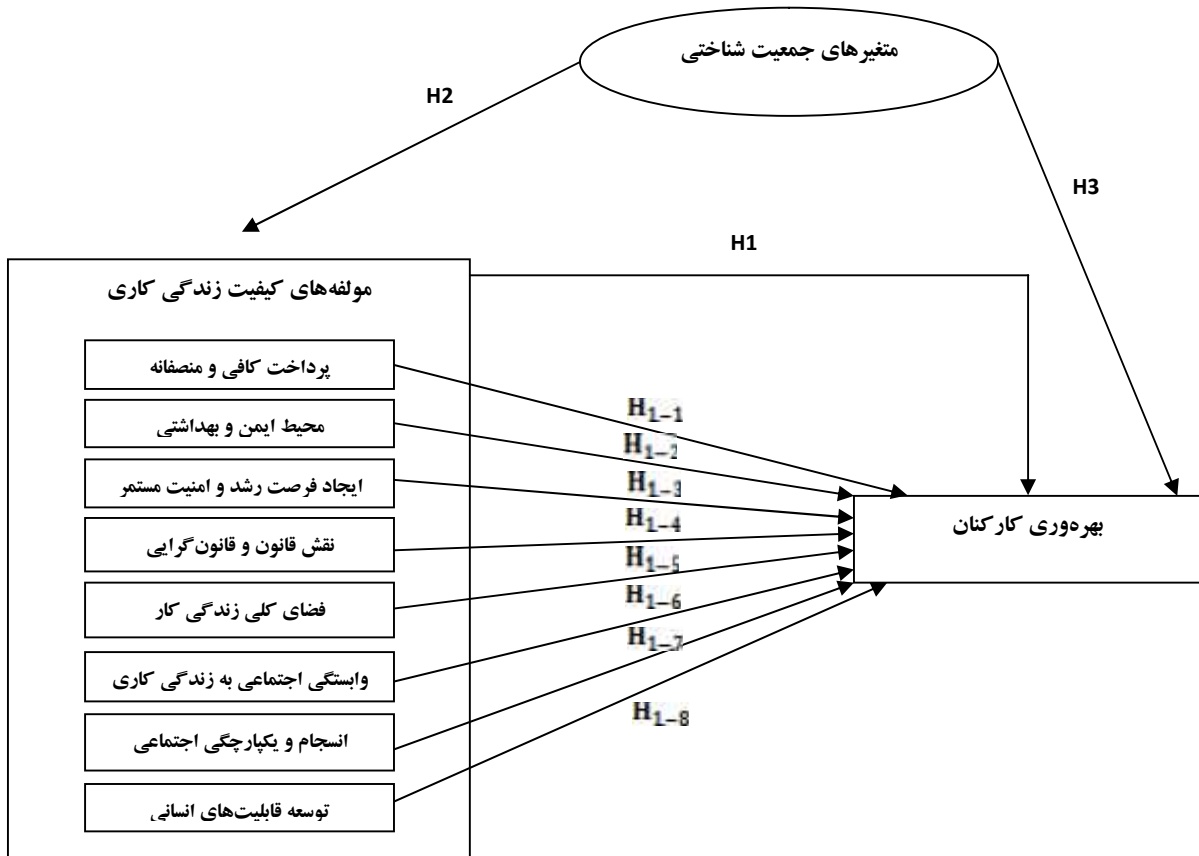 متغیرهای جمعیت شناختی
H2
H3
H1
مولفه‌های کیفیت زندگی کاری
پرداخت کافی و منصفانه
محیط ایمن و بهداشتی
ایجاد فرصت رشد و امنیت مستمر
نقش قانون و قانون‌گرایی
فضای کلی زندگی کار
وابستگی اجتماعی به زندگی کاری
انسجام و یکپارچگی اجتماعی
توسعه قابلیت‌های انسانی
H1–1
H1–2
H1–3
H1–4
H1–5
H1–6
H1–7
H1–8
بهره‌وری کارکنان